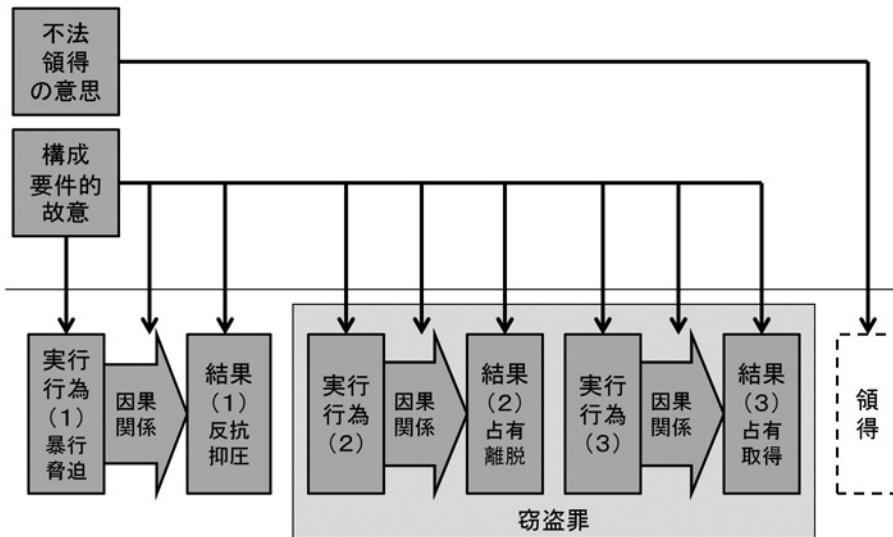 不法
領得
の意思
構成
要件的
故意
実行
行為
(1)
暴行
脅迫
因果
関係
結果
(1)
反抗
抑圧
実行
行為
(2)
因果
関係
結果
(2)
占有
離脱
実行
行為
(3)
因果
関係
結果
(3)
占有
取得
領
得
窃盗罪